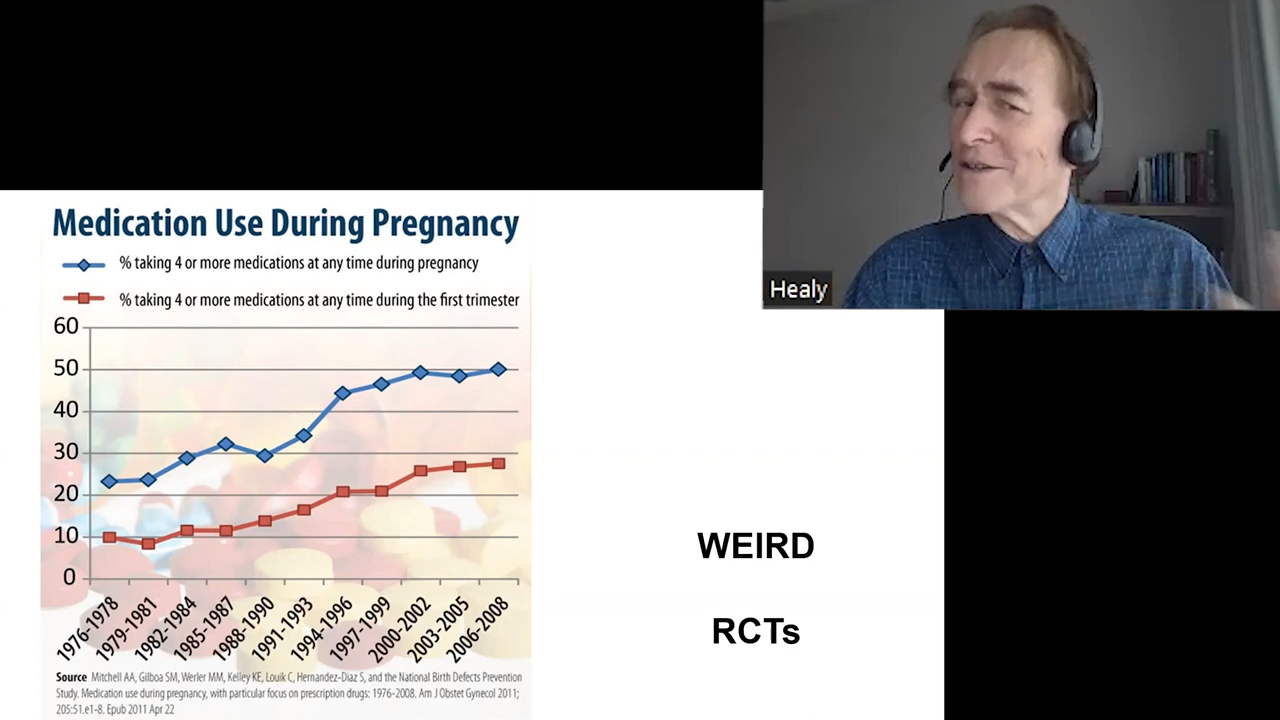 Healy
Medication Use During Pregnancy
% taking 4 or more medications at any time during pregnancy
% taking 4 or more medications at any time during the first trimester
60
50
40
30
20
10
0
1976-1978
1979-1981
1982-1984
1985-1987
1988-1990
1991-1993
1994-1996
1997-1999
2000-2002
2003-2005
2006-2008
Source Mitchell AA, Gilboa SM, Werler MM, Kelley KE, Louik C, Hernandez-Diaz S, and the National Birth Defects Prevention
Study. Medication use during pregnancy, with particular focus on prescription drugs: 1976-2008. Am J Obstet Gynecol 2011;
205:51.e1-8. Epub 2011 Apr 22
WEIRD
RCTs